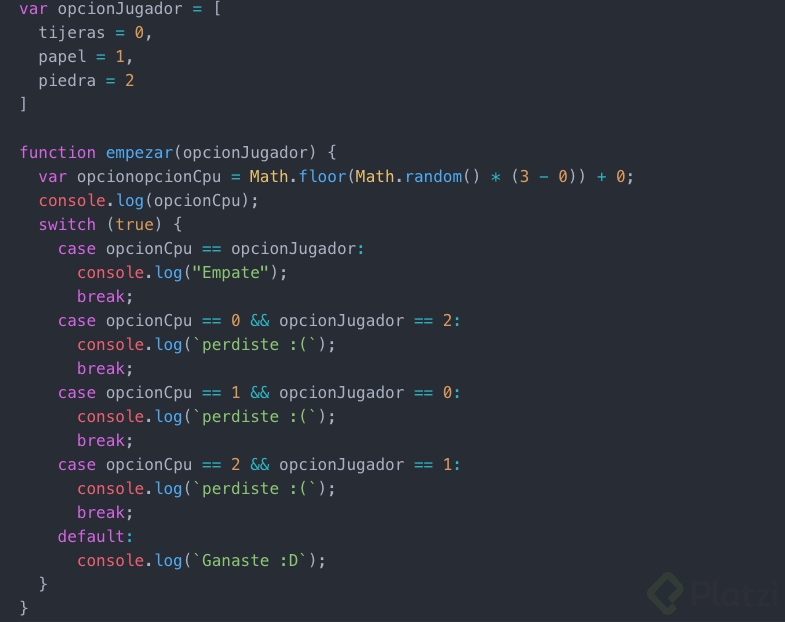 var opcionJugador = [
  tijeras = 0,
  papel = 1,
  piedra = 2
]

function empezar(opcionJugador) {
  var opcionopcionCpu = Math.floor(Math.random() * (3 - 0)) + 0;
  console.log(opcionCpu);
  switch (true) {
    case opcionCpu == opcionJugador:
      console.log("Empate");
      break;
    case opcionCpu == 0 && opcionJugador == 2:
      console.log(`perdiste :(`);
      break;
    case opcionCpu == 1 && opcionJugador == 0:
      console.log(`perdiste :(`);
      break;
    case opcionCpu == 2 && opcionJugador == 1:
      console.log(`perdiste :(`);
      break;
    default:
      console.log(`Ganaste :D`);
  }
}
Platzi